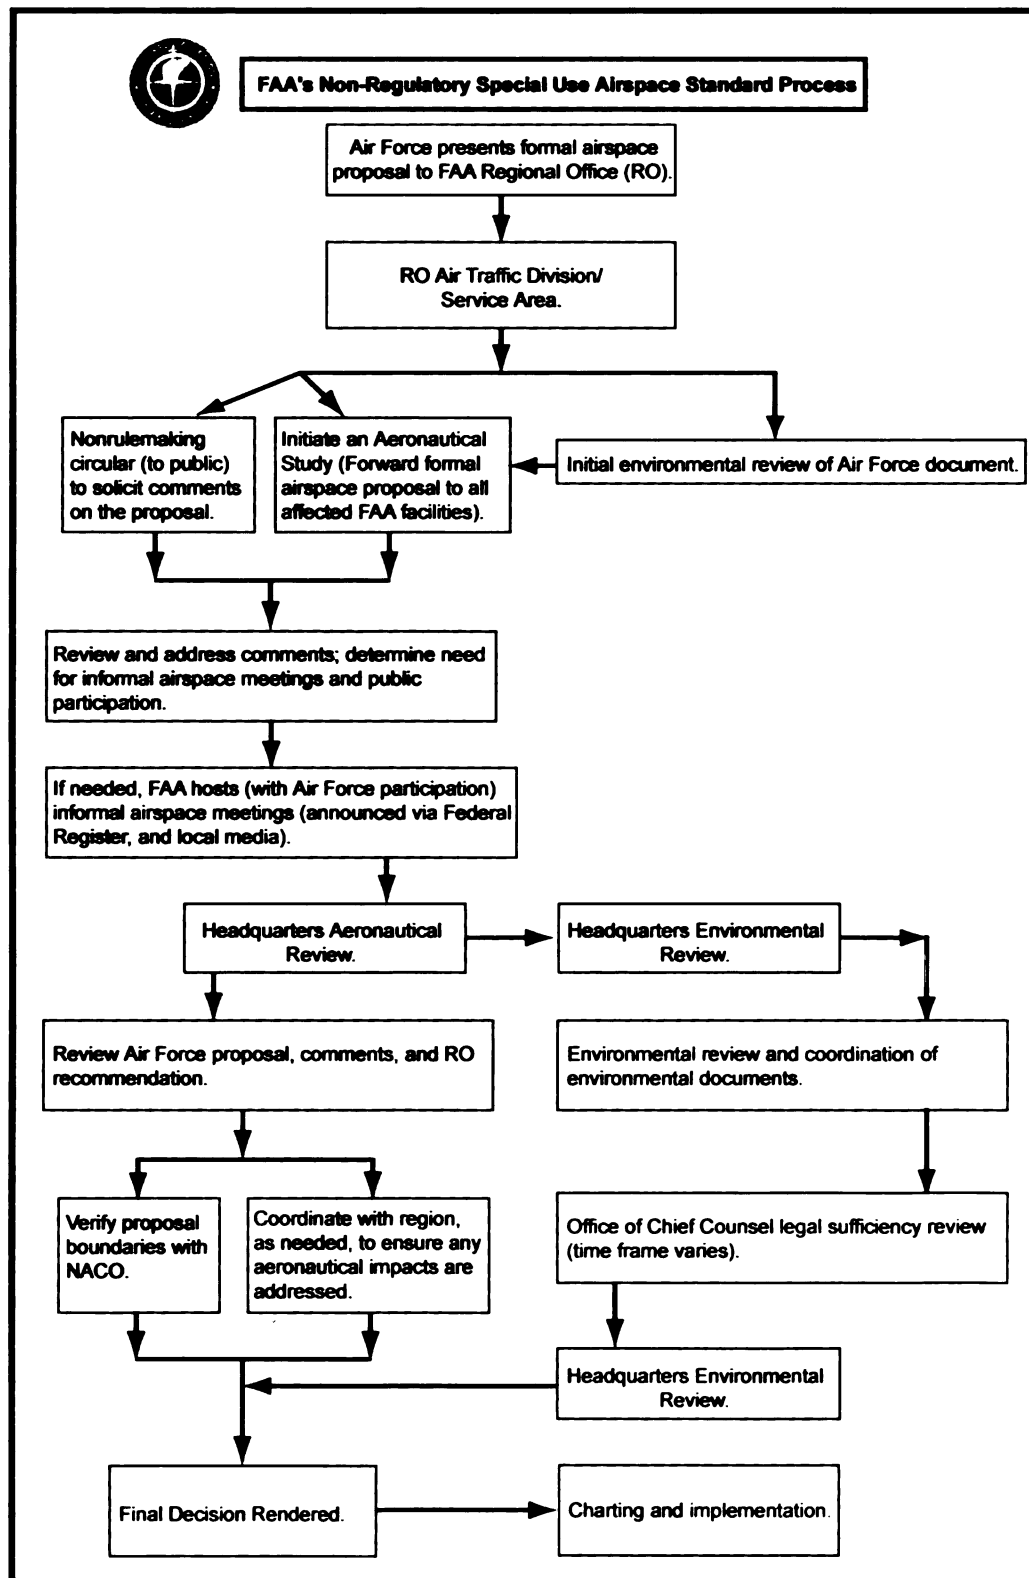 FAA's Non-Regulatory Special Use Airspace Standard Process
Air Force presents formal airspace
proposal to FAA Regional Office (RO).
RO Air Traffic Division/
Service Area.
Nonrulemaking
circular (to public)
to solicit comments
on the proposal.
Initiate an Aeronautical
Study (Forward formal
airspace proposal to all
affected FAA facilities).
Initial environmental review of Air Force document.
Review and address comments; determine need
for informal airspace meetings and public
participation.
If needed, FAA hosts (with Air Force participation)
informal airspace meetings (announced via Federal
Register, and local media).
Headquarters Aeronautical
Review.
Headquarters Environmental
Review.
Review Air Force proposal, comments, and RO
recommendation.
Environmental review and coordination of
environmental documents.
Verify proposal
boundaries with
NACO.
Coordinate with region,
as needed, to ensure any
aeronautical impacts are
addressed.
Office of Chief Counsel legal sufficiency review
(time frame varies).
Headquarters Environmental
Review.
Final Decision Rendered.
Charting and implementation.